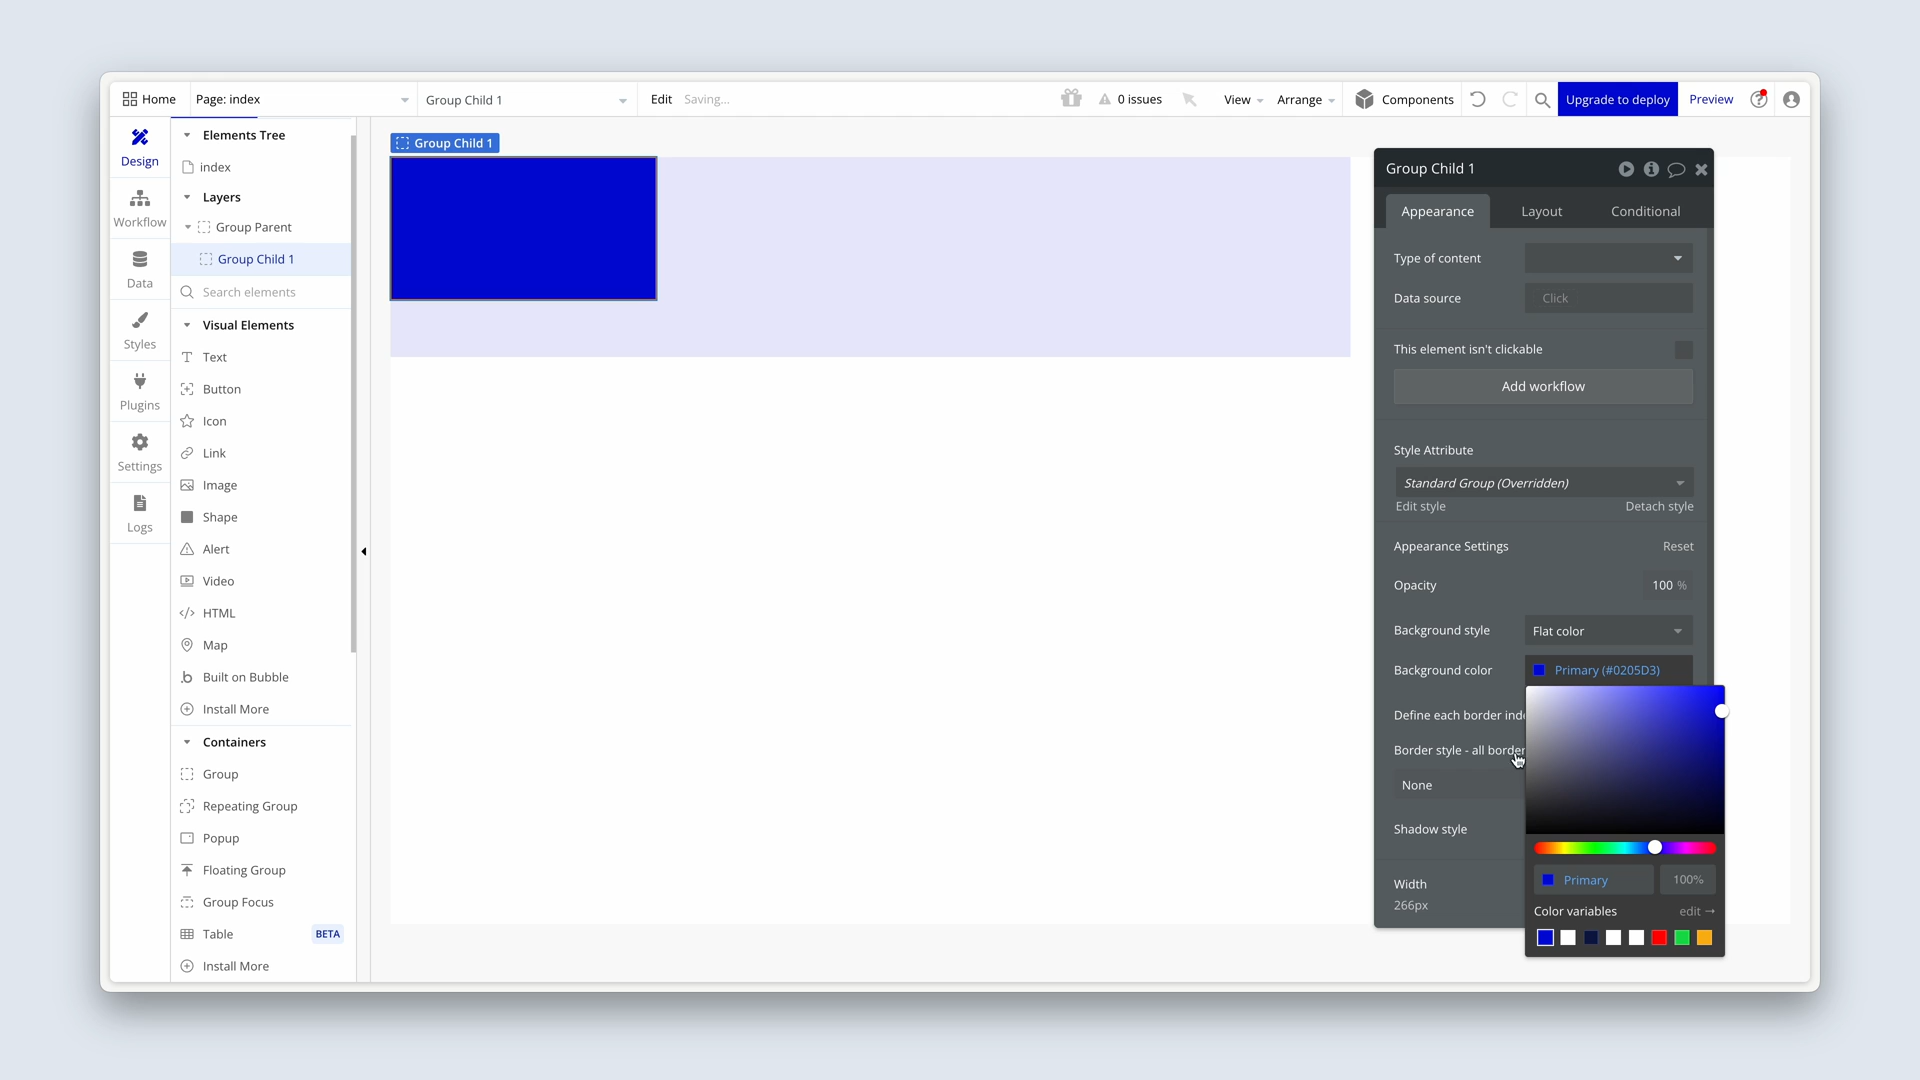 Home
Page: index
Group Child 1
Edit
Saving...
0 issues
View
Arrange
Components
Upgrade to deploy
Preview
Design
Workflow
Data
Styles
Plugins
Settings
Logs
Elements Tree
index
Layers
Group Parent
Group Child 1
Search elements
Visual Elements
Text
Button
Icon
Link
Image
Shape
Alert
Video
HTML
Map
Built on Bubble
Install More
Containers
Group
Repeating Group
Popup
Floating Group
Group Focus
Table
BETA
Install More
Group Child 1
Group Child 1
Appearance
Layout
Conditional
Type of content
Data source
Click
This element isn't clickable
Add workflow
Style Attribute
Standard Group (Overridden)
Edit style
Detach style
Appearance Settings
Reset
Opacity
100 %
Background style
Flat color
Background color
Primary (#0205D3)
Define each border inde
Border style - all border
None
Shadow style
Width
266px
Primary
100%
Color variables
edit →